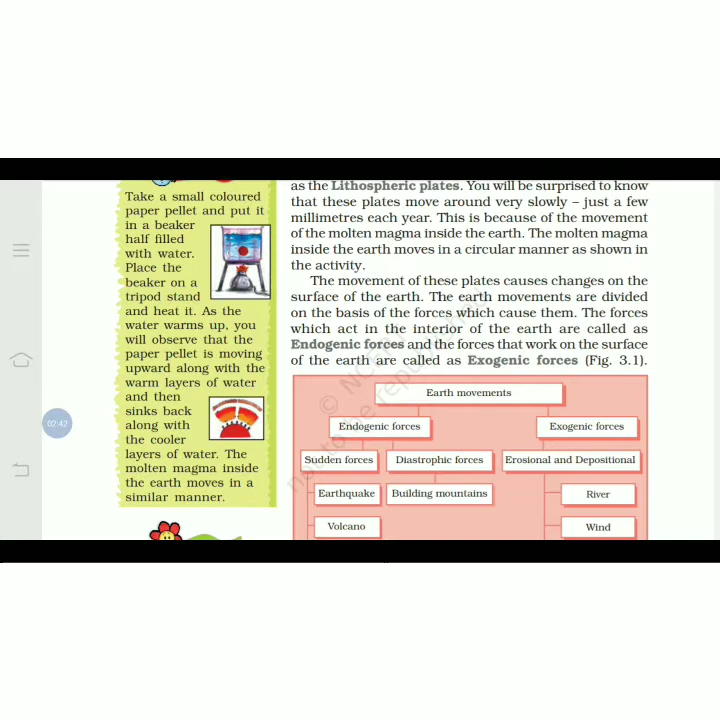 Take a small coloured
paper pellet and put it
in a beaker
half filled
with water.
Place the
beaker on a
tripod stand
and heat it. As the
water warms up, you
will observe that the
paper pellet is moving
upward along with the
warm layers of water
and then
sinks back
along with
the cooler
layers of water. The
molten magma inside
the earth moves in a
similar manner.
as the Lithospheric plates. You will be surprised to know
that these plates move around very slowly – just a few
millimetres each year. This is because of the movement
of the molten magma inside the earth. The molten magma
inside the earth moves in a circular manner as shown in
the activity.
The movement of these plates causes changes on the
surface of the earth. The earth movements are divided
on the basis of the forces which cause them. The forces
which act in the interior of the earth are called as
Endogenic forces and the forces that work on the surface
of the earth are called as Exogenic forces (Fig. 3.1).
Earth movements
Endogenic forces
Exogenic forces
Sudden forces
Diastrophic forces
Erosional and Depositional
Earthquake
Building mountains
River
Volcano
Wind
© NCERT
not to be republished
02:42